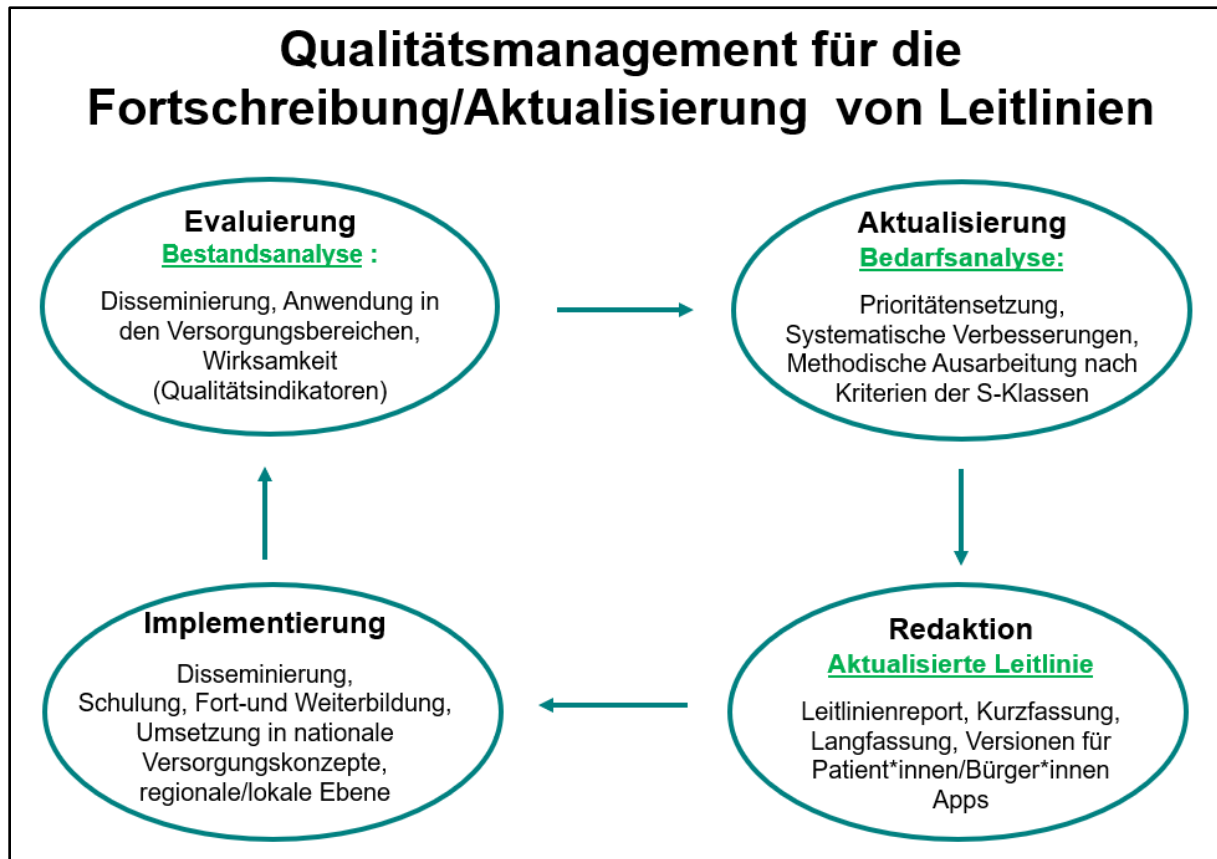 Qualitätsmanagement für die
Fortschreibung/Aktualisierung von Leitlinien
Evaluierung
Bestandsanalyse :
Disseminierung, Anwendung in
den Versorgungsbereichen,
Wirksamkeit
(Qualitätsindikatoren)
Aktualisierung
Bedarfsanalyse:
Prioritätensetzung,
Systematische Verbesserungen,
Methodische Ausarbeitung nach
Kriterien der S-Klassen
Implementierung
Disseminierung,
Schulung, Fort-und Weiterbildung,
Umsetzung in nationale
Versorgungskonzepte,
regionale/lokale Ebene
Redaktion
Aktualisierte Leitlinie
Leitlinienreport, Kurzfassung,
Langfassung, Versionen für
Patient*innen/Bürger*innen
Apps